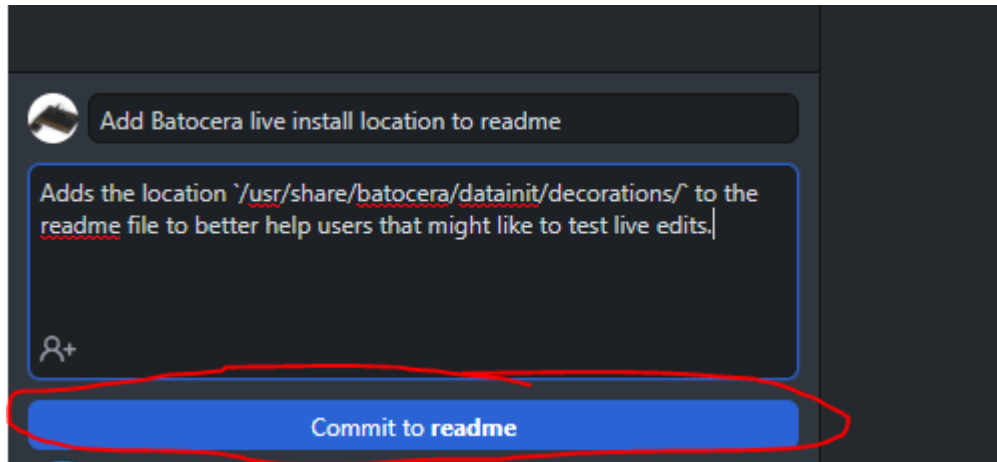 Add Batocera live install location to readme
Adds the location `/usr/share/batocera/datainit/decorations/` to the
readme file to better help users that might like to test live edits.
Commit to readme